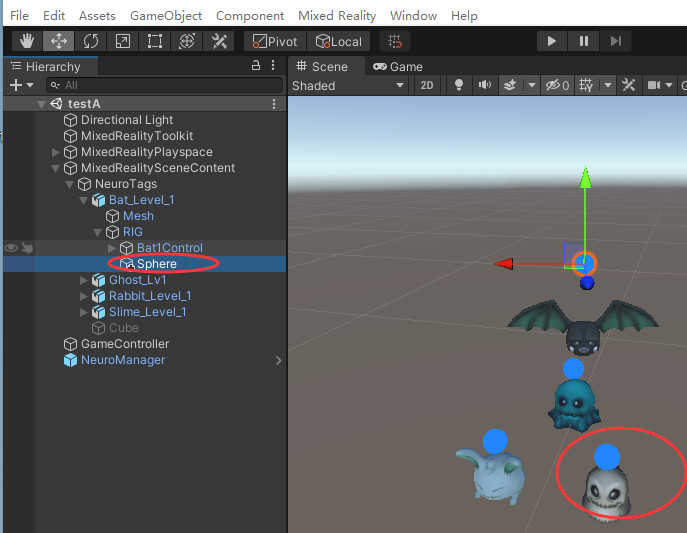 File Edit Assets GameObject Component Mixed Reality Window Help
Pivot Local
Hierarchy
All
Scene
Game
Shaded
2D
0
testA
Directional Light
MixedRealityToolkit
MixedRealityPlayspace
MixedRealitySceneContent
NeuroTags
Bat_Level_1
Mesh
RIG
Bat1Control
Sphere
Ghost_Lv1
Rabbit_Level_1
Slime_Level_1
Cube
GameController
NeuroManager